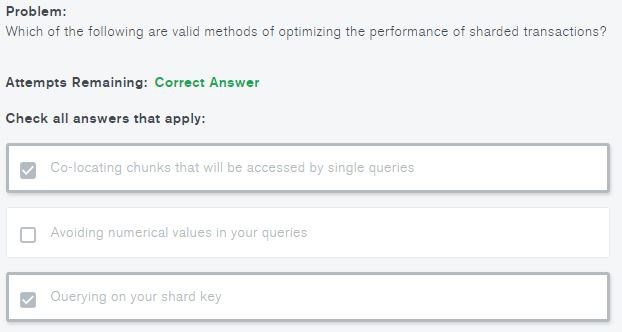 Problem:
Which of the following are valid methods of optimizing the performance of sharded transactions?
Attempts Remaining: Correct Answer
Check all answers that apply:
Co-locating chunks that will be accessed by single queries
Avoiding numerical values in your queries
Querying on your shard key